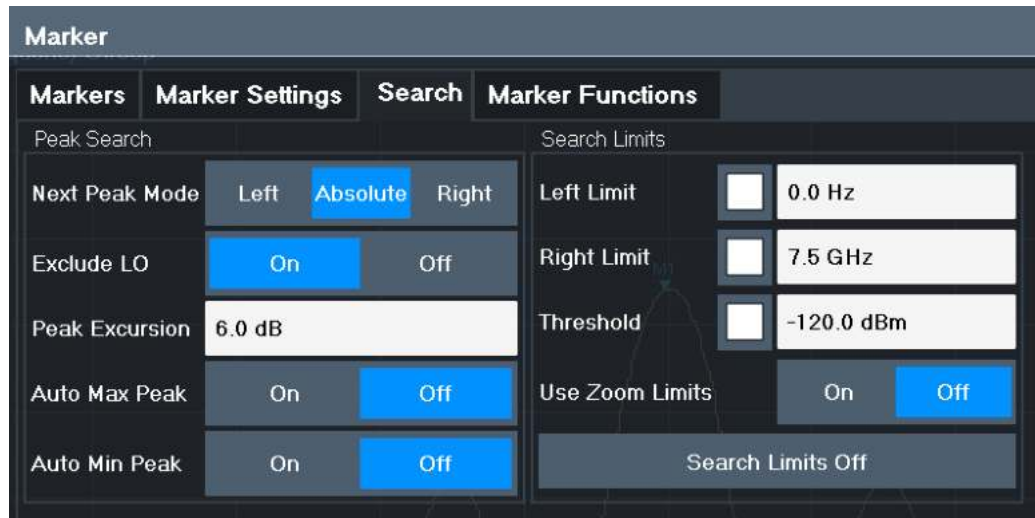 Marker
Markers Marker Settings Search Marker Functions
Peak Search
Next Peak Mode Left Absolute Right
Exclude LO On Off
Peak Excursion 6.0 dB
Auto Max Peak On Off
Auto Min Peak On Off
Search Limits
Left Limit 0.0 Hz
Right Limit 7.5 GHz
M1
Threshold -120.0 dBm
Use Zoom Limits On Off
Search Limits Off